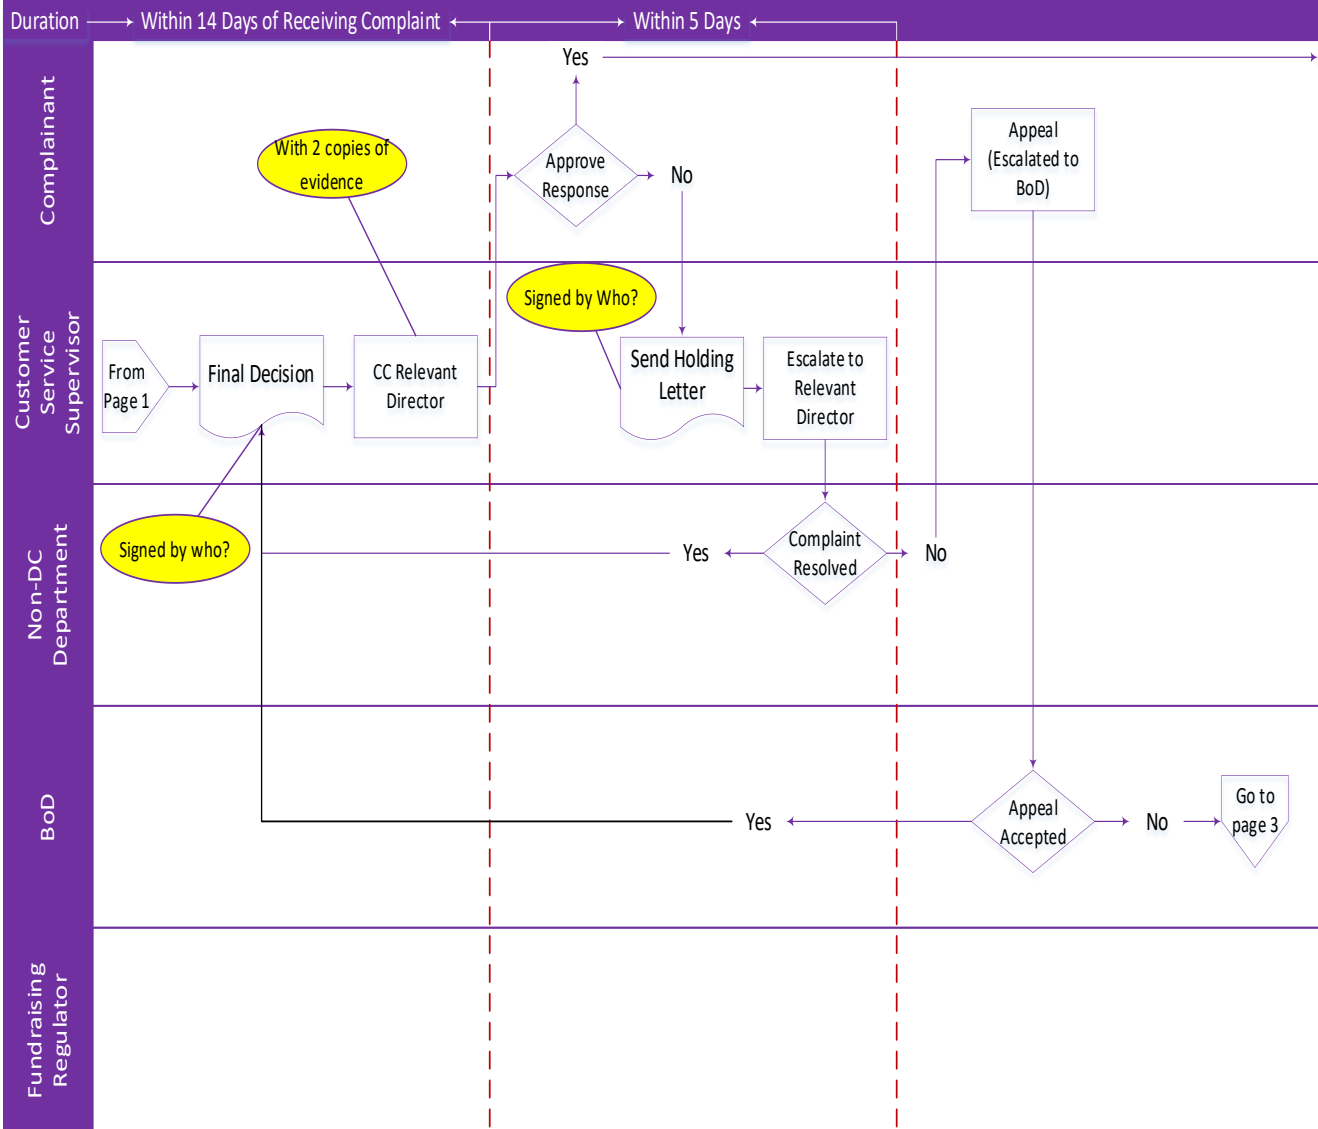 Duration
Within 14 Days of Receiving Complaint
Within 5 Days
Complainant
Yes
With 2 copies of
evidence
Approve
Response
No
Appeal
(Escalated to
BoD)
Customer
Service
Supervisor
From
Page 1
Final Decision
CC Relevant
Director
Signed by Who?
Send Holding
Letter
Escalate to
Relevant
Director
Non-DC
Department
Signed by who?
Yes
Complaint
Resolved
No
BoD
Yes
Appeal
Accepted
No
Go to
page 3
Fundraising
Regulator